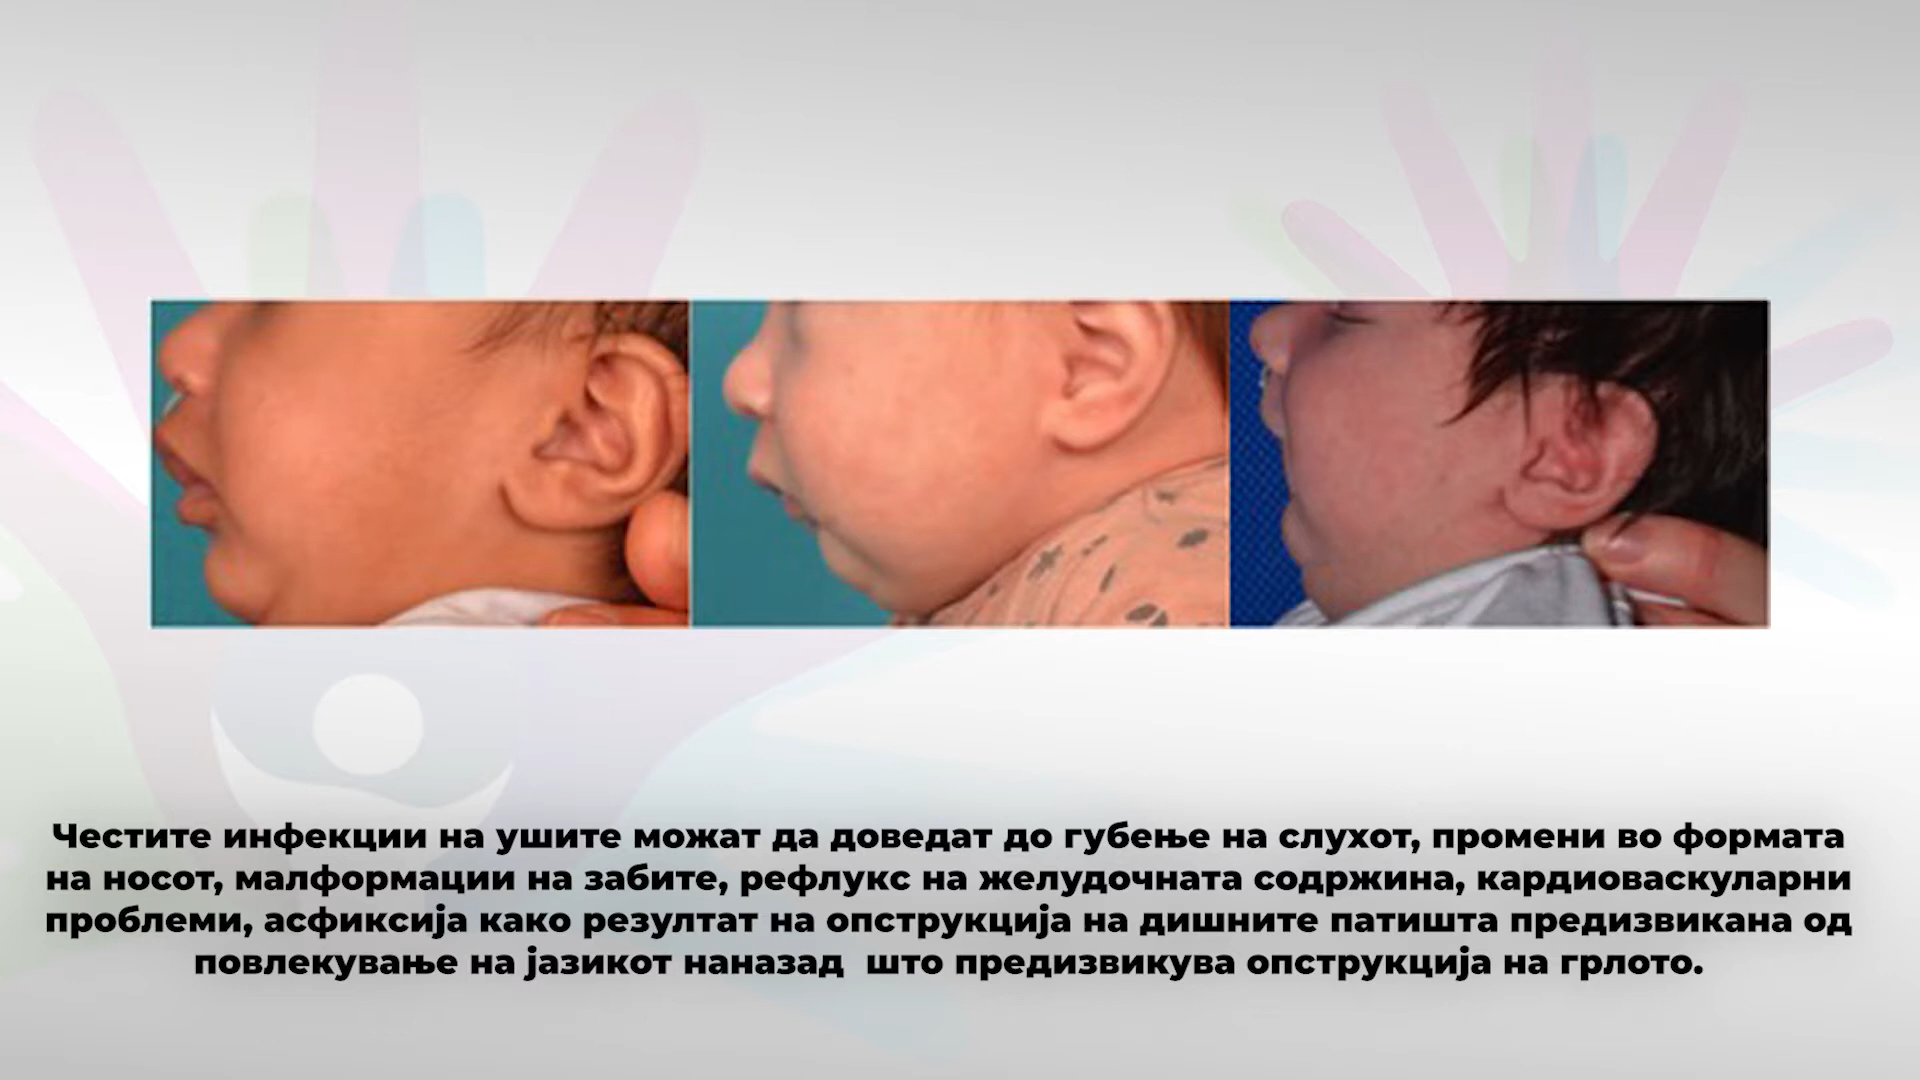 Честите инфекции на ушите можат да доведат до губење на слухот, промени во формата
на носот, малформации на забите, рефлукс на желудочната содржина, кардиоваскуларни
проблеми, асфиксија како резултат на опструкција на дишните патишта предизвикана од
повлекување на јазикот наназад  што предизвикува опструкција на грлото.